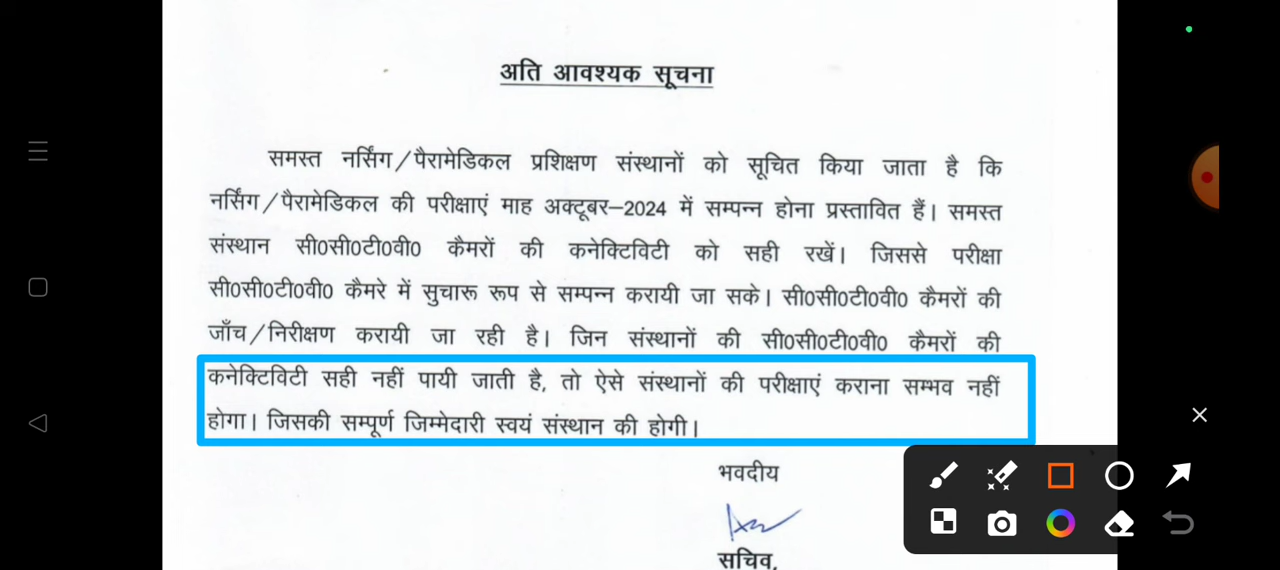 अति आवश्यक सूचना
समस्त नर्सिंग/पैरामेडिकल प्रशिक्षण संस्थानों को सूचित किया जाता है कि
नर्सिंग/पैरामेडिकल की परीक्षाएं माह अक्टूबर–2024 में सम्पन्न होना प्रस्तावित हैं। समस्त
संस्थान सी0सी0टी0वी0 कैमरों की कनेक्टिविटी को सही रखें। जिससे परीक्षा
सी0सी0टी0वी0 कैमरे में सुचारू रूप से सम्पन्न करायी जा सके। सी0सी0टी0वी0 कैमरों की
जाँच/निरीक्षण करायी जा रही है। जिन संस्थानों की सी0सी0टी0वी0 कैमरों की
कनेक्टिविटी सही नहीं पायी जाती है, तो ऐसे संस्थानों की परीक्षाएं कराना सम्भव नहीं
होगा। जिसकी सम्पूर्ण जिम्मेदारी स्वयं संस्थान की होगी।
भवदीय
सचिव,